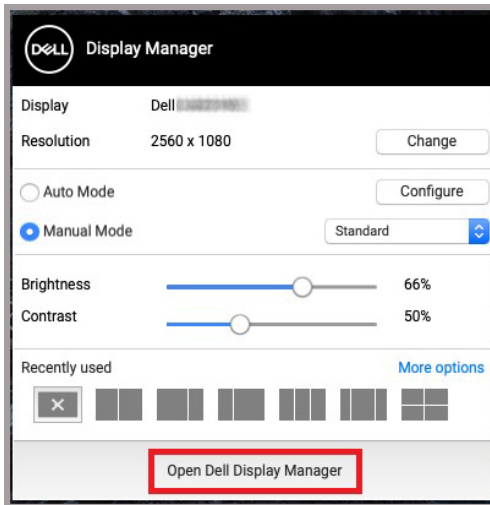 DELL Display Manager
Display Dell
Resolution 2560 x 1080 Change
Auto Mode Configure
Manual Mode Standard
Brightness 66%
Contrast 50%
Recently used More options
Open Dell Display Manager